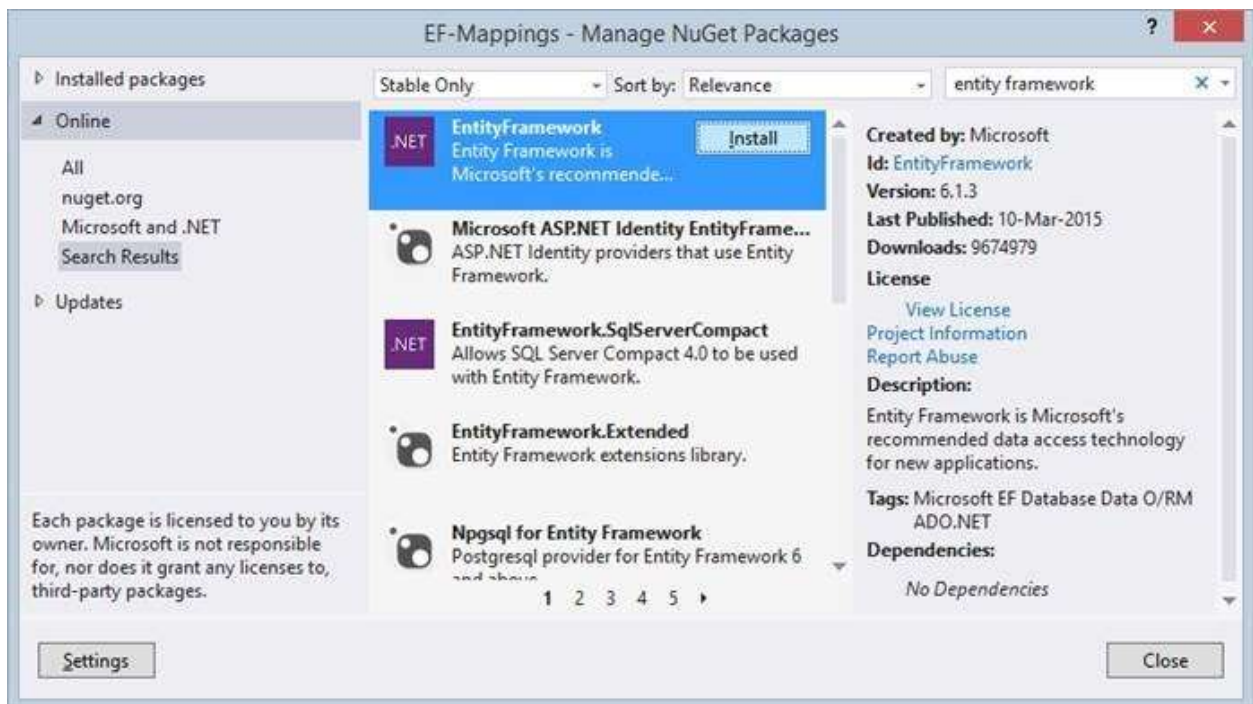 EF-Mappings - Manage NuGet Packages
?
×
Installed packages
Online
All
nuget.org
Microsoft and .NET
Search Results
Updates
Each package is licensed to you by its
owner. Microsoft is not responsible
for, nor does it grant any licenses to,
third-party packages.
Settings
Stable Only
Sort by: Relevance
entity framework
x
.NET
EntityFramework
Entity Framework is
Microsoft's recommende...
Install
Microsoft ASP.NET Identity EntityFrame...
ASP.NET Identity providers that use Entity
Framework.
.NET
EntityFramework.SqlServerCompact
Allows SQL Server Compact 4.0 to be used
with Entity Framework.
EntityFramework.Extended
Entity Framework extensions library.
Npgsql for Entity Framework
Postgresql provider for Entity Framework 6
and above
1 2 3 4 5
Created by: Microsoft
Id: EntityFramework
Version: 6.1.3
Last Published: 10-Mar-2015
Downloads: 9674979
License
View License
Project Information
Report Abuse
Description:
Entity Framework is Microsoft's
recommended data access technology
for new applications.
Tags: Microsoft EF Database Data O/RM
ADO.NET
Dependencies:
No Dependencies
Close